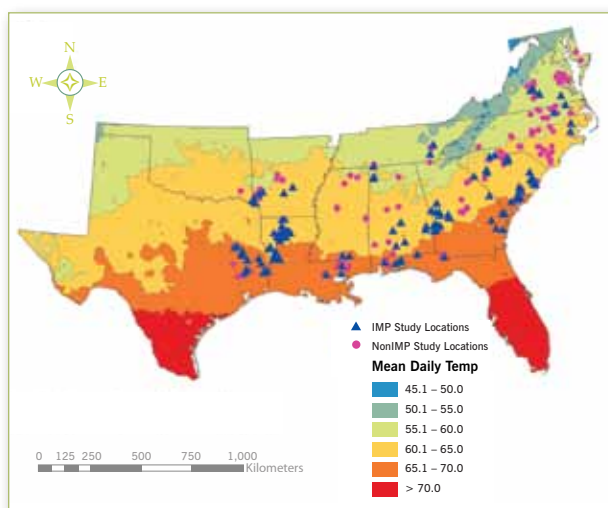 N
W E
S
IMP Study Locations
NonIMP Study Locations
Mean Daily Temp
45.1 – 50.0
50.1 – 55.0
55.1 – 60.0
60.1 – 65.0
65.1 – 70.0
> 70.0
0 125 250 500 750 1,000
Kilometers